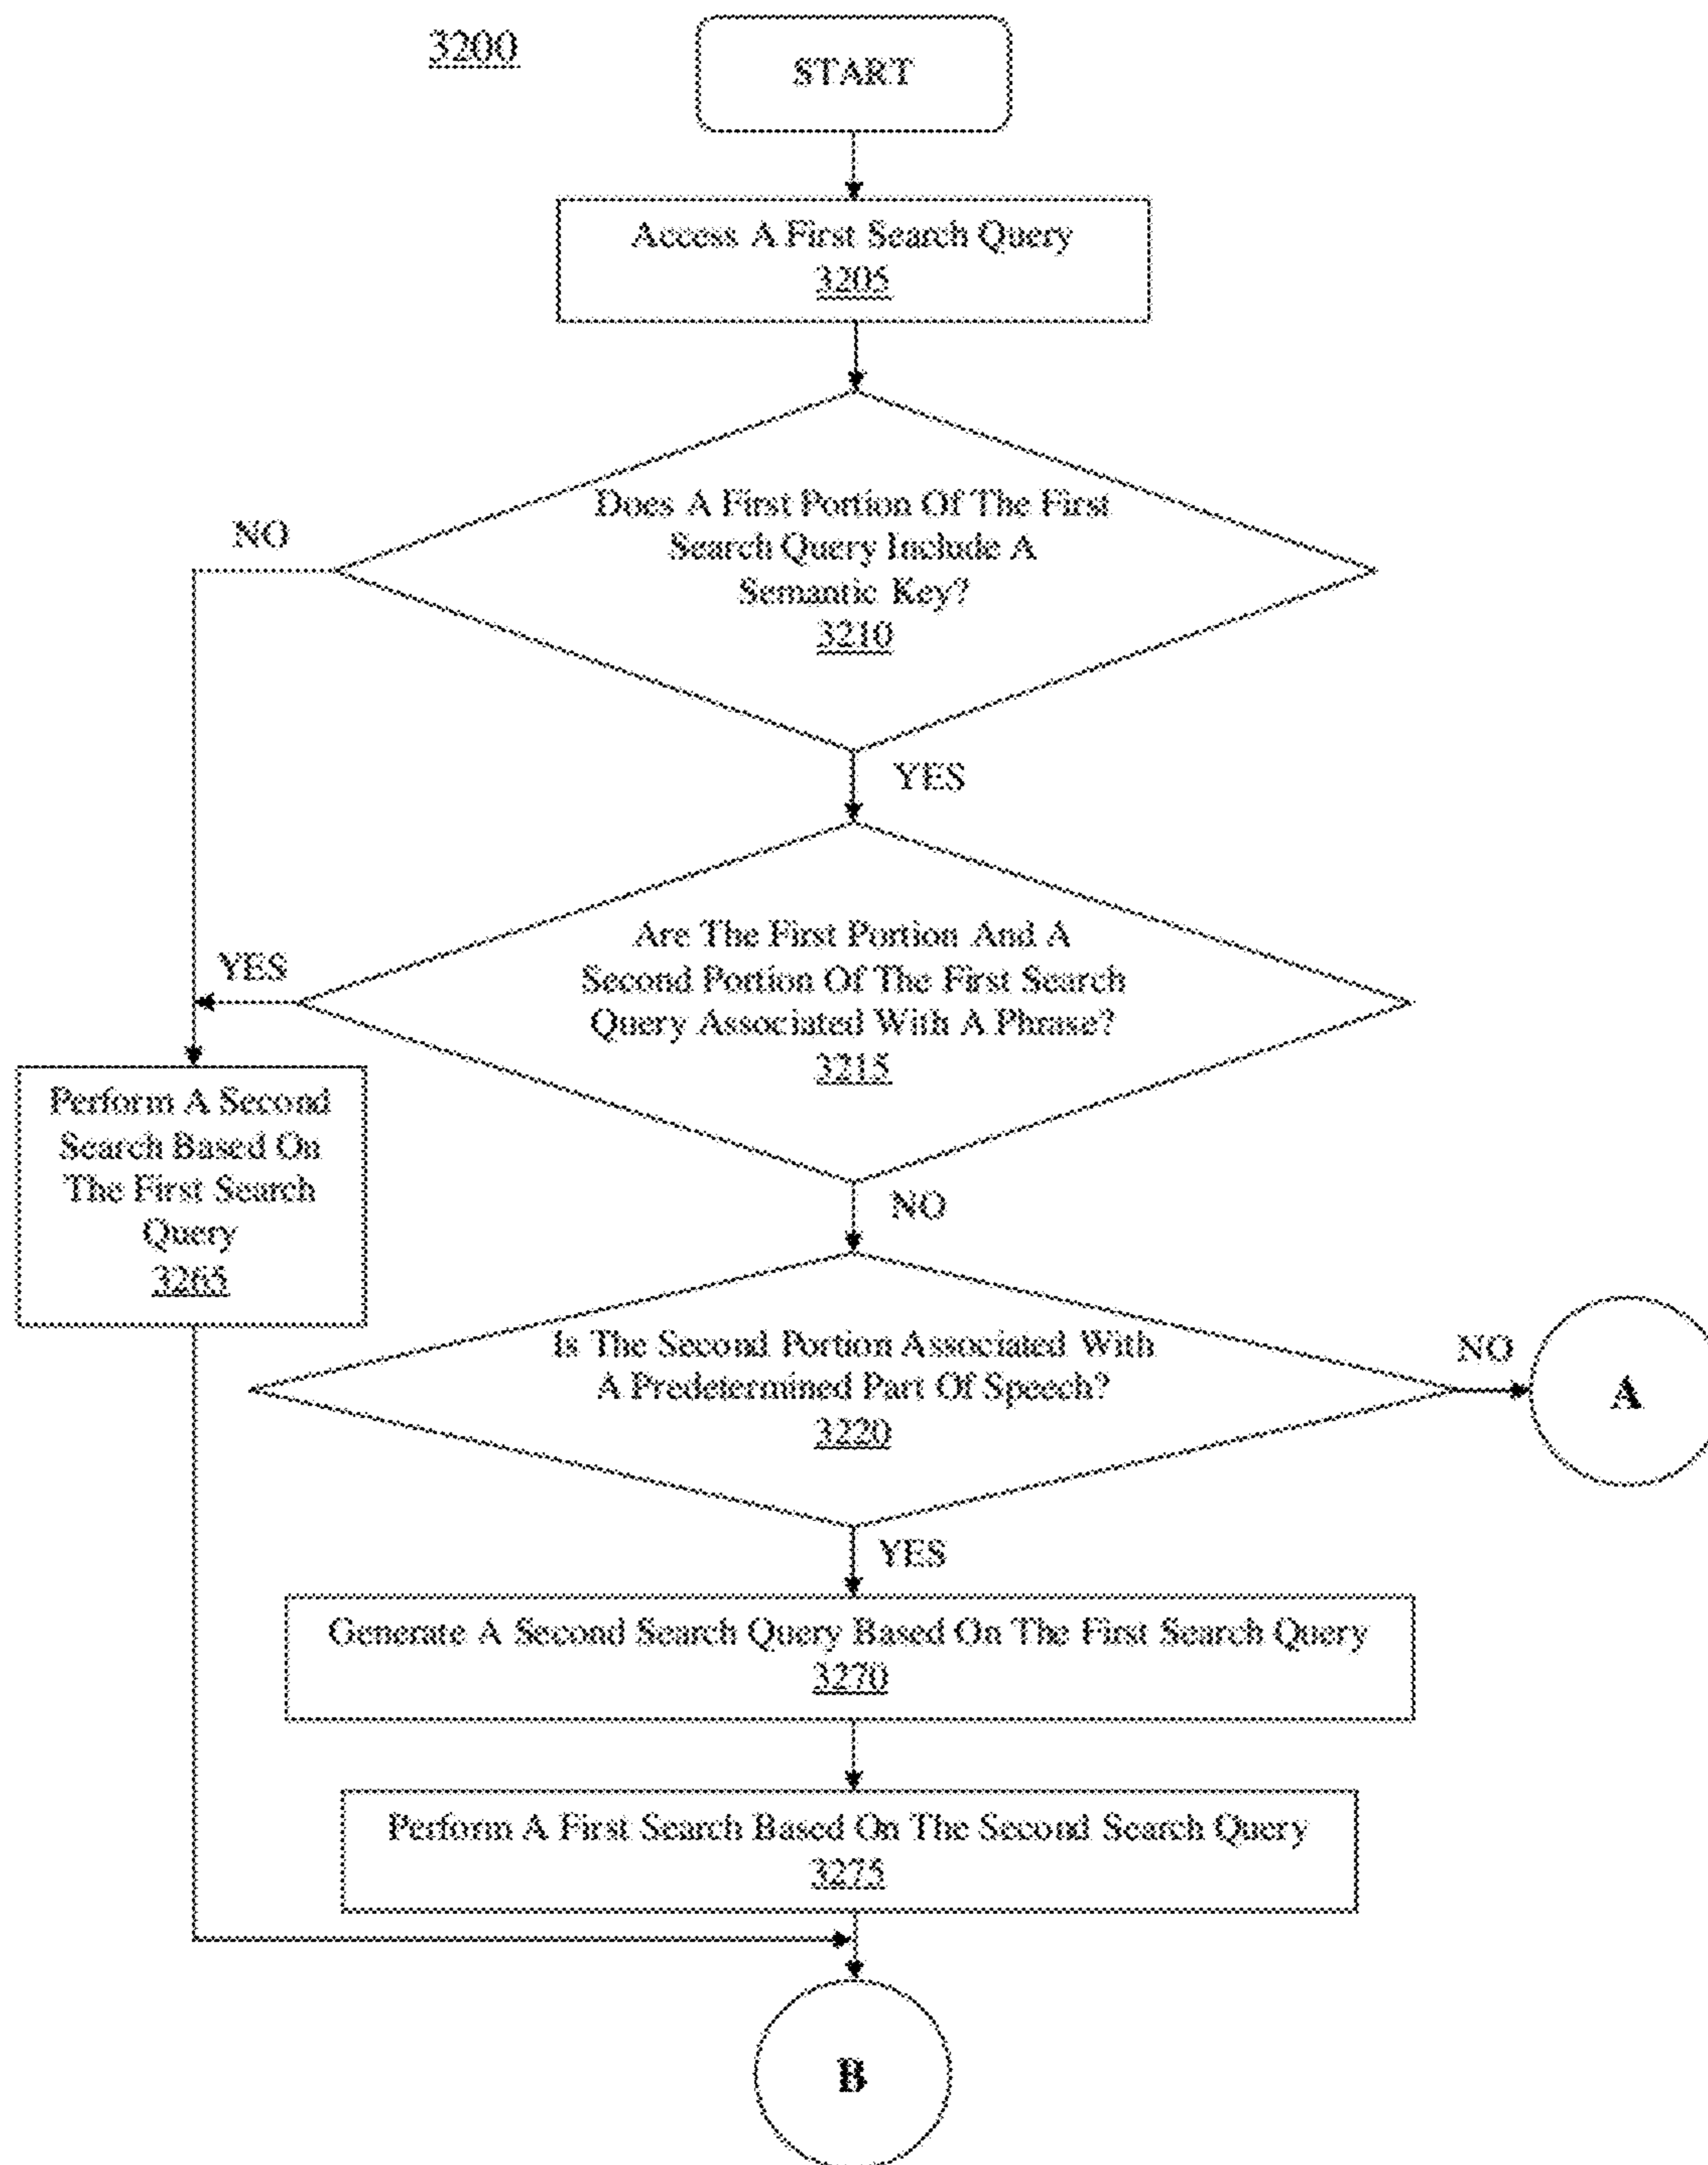 3200
START
Access A First Search Query
3205
Does A First Portion Of The First
Search Query Include A
Semantic Key?
3210
NO
YES
Are The First Portion And A
Second Portion Of The First Search
Query Associated With A Phrase?
3215
YES
NO
Perform A Second
Search Based On
The First Search
Query
3265
Is The Second Portion Associated With
A Predetermined Part Of Speech?
3220
NO
A
YES
Generate A Second Search Query Based On The First Search Query
3270
Perform A First Search Based On The Second Search Query
3275
B